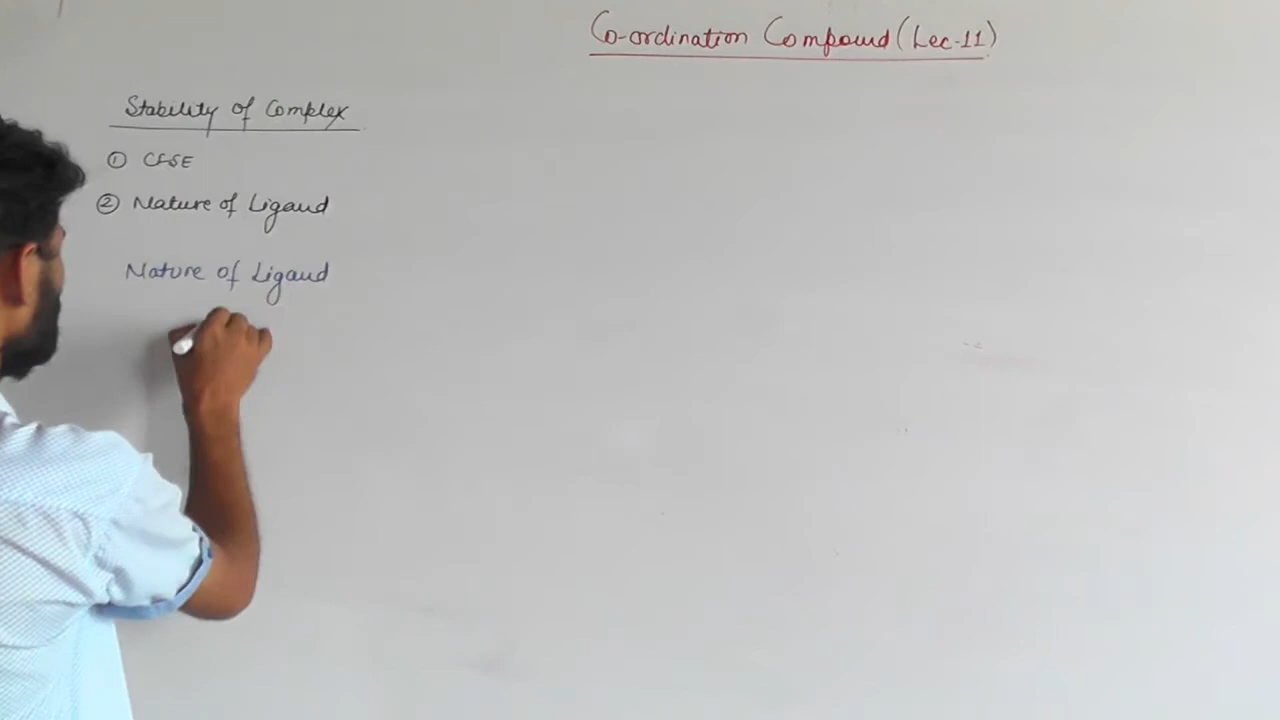 Co-ordination Compound (Lec-11)
Stability of Complex
① CFSE
② Nature of Ligand
Nature of Ligand